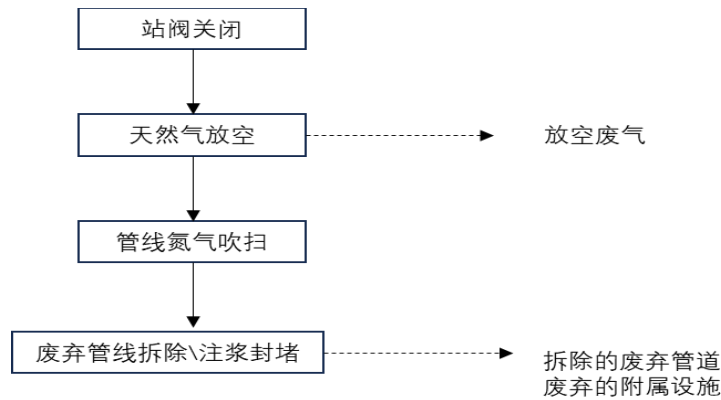 站阀关闭
天然气放空
放空废气
管线氮气吹扫
废弃管线拆除\注浆封堵
拆除的废弃管道
废弃的附属设施